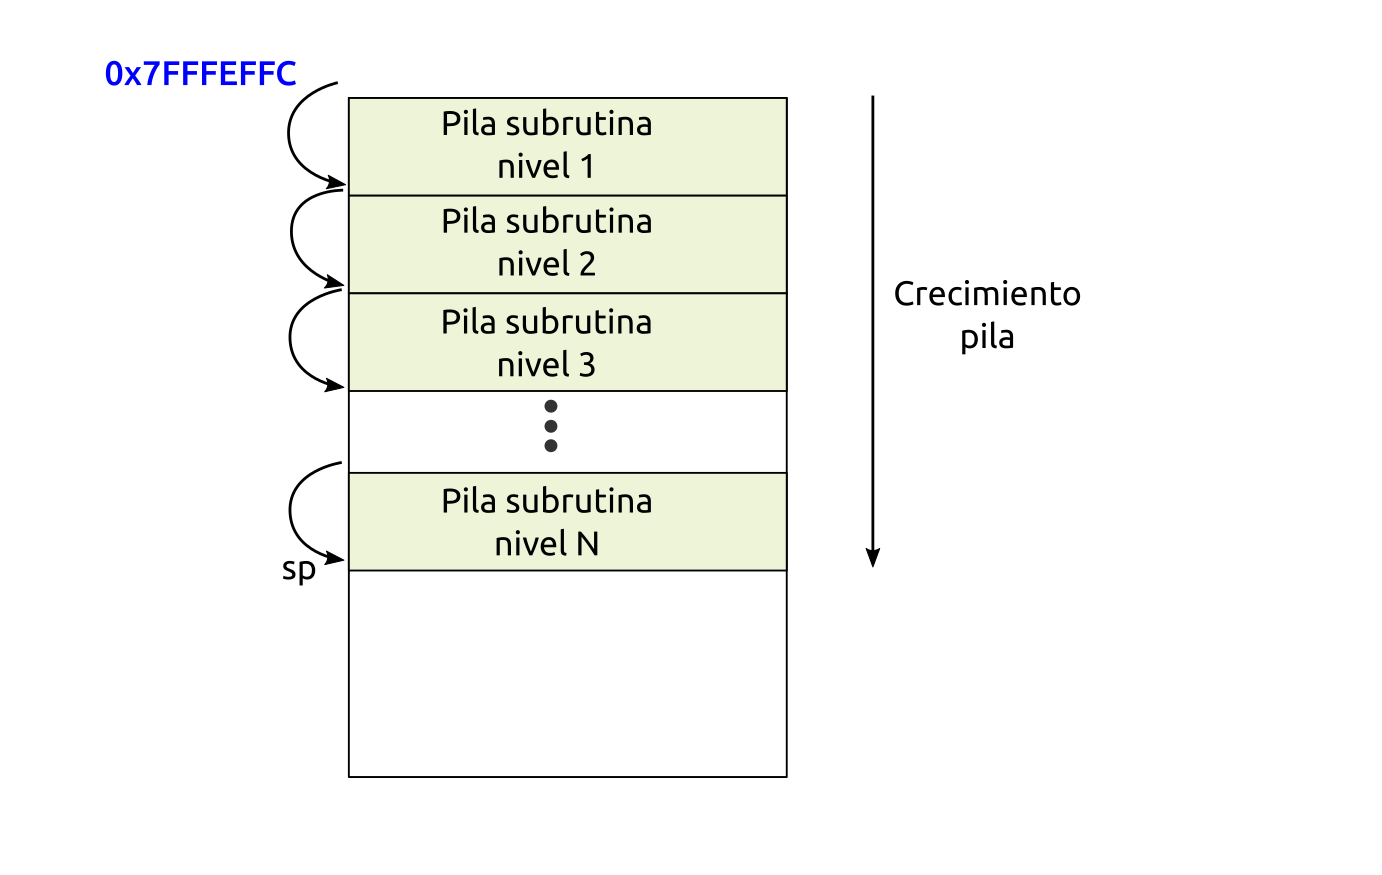 0x7FFFEFFC
Pila subrutina
nivel 1
Pila subrutina
nivel 2
Pila subrutina
nivel 3
Crecimiento
pila
Pila subrutina
nivel N
sp